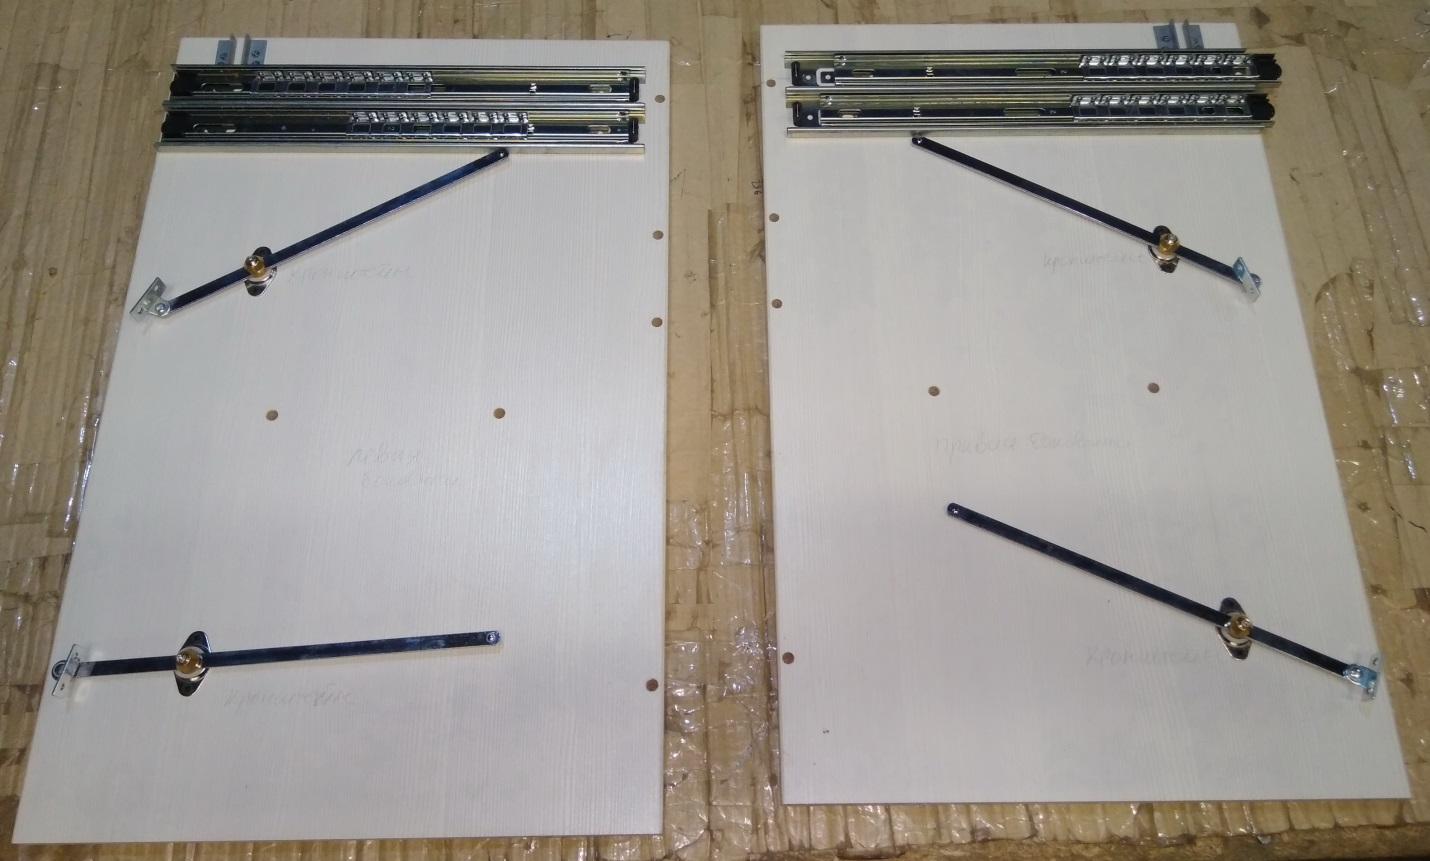 кронштейн
левая
боковина
кронштейн
кронштейн
правая боковина
кронштейн